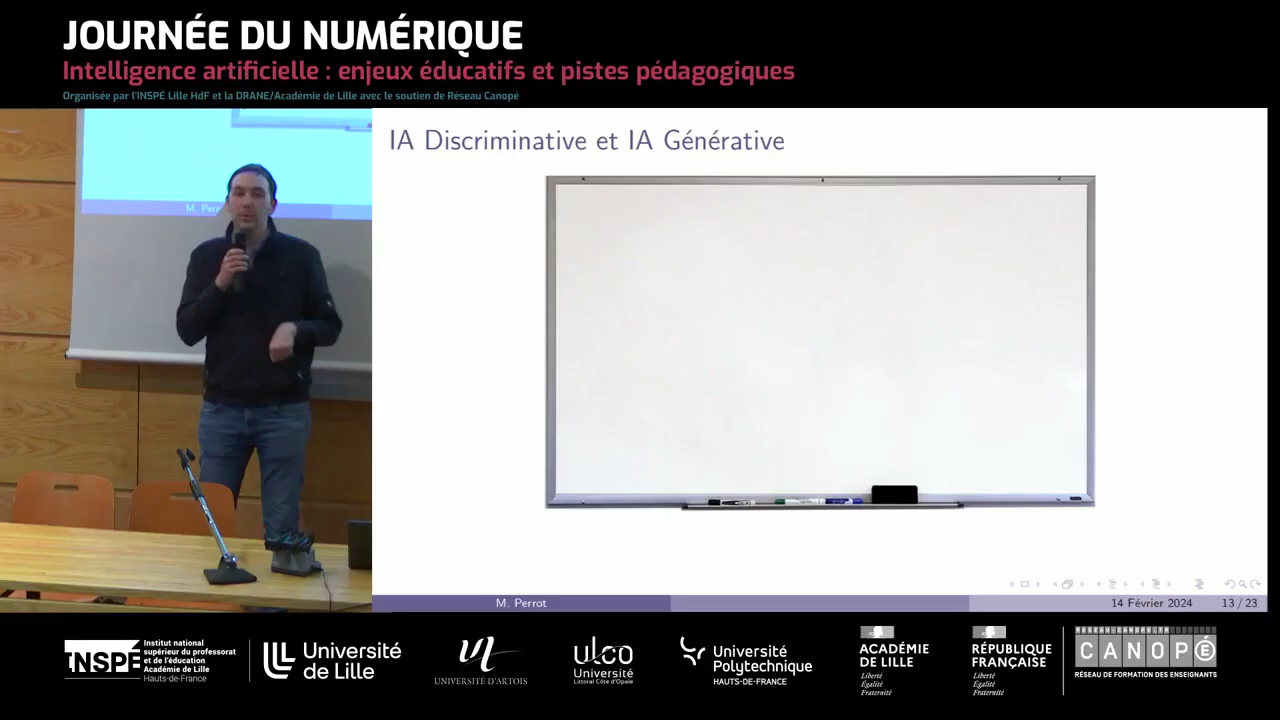 JOURNÉE DU NUMÉRIQUE
Intelligence artificielle : enjeux éducatifs et pistes pédagogiques
Organisée par l'INSPÉ Lille HdF et la DRANE/Académie de Lille avec le soutien de Réseau Canopé
IA Discriminative et IA Générative
M. Perr
M. Perrot
14 Février 2024
13 / 23
INSPÉ
Institut national
supérieur du professorat
et de l'éducation
Académie de Lille
Hauts-de-France
Université
de Lille
UNIVERSITÉ D'ARTOIS
ulco
Université
Littoral Côte d'Opale
Université
Polytechnique
HAUTS-DE-FRANCE
ACADÉMIE
DE LILLE
Liberté
Égalité
Fraternité
RÉPUBLIQUE
FRANÇAISE
Liberté
Égalité
Fraternité
RESEAU-CANOPE.FR
CANOPÉ
RÉSEAU DE FORMATION DES ENSEIGNANTS